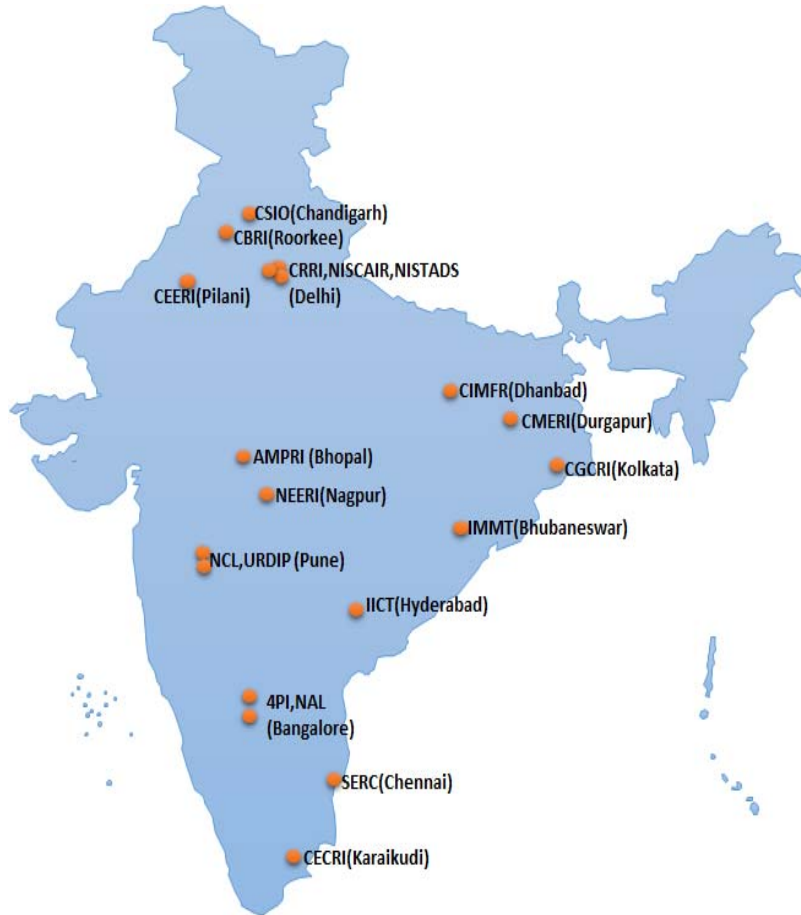 CSIO(Chandigarh)
CBRI(Roorkee)
CRRI,NISCAIR,NISTADS
(Delhi)
CEERI(Pilani)
CIMFR(Dhanbad)
CMERI(Durgapur)
AMPRI (Bhopal)
CGCRI(Kolkata)
NEERI(Nagpur)
IMMT(Bhubaneswar)
NCL,URDIP (Pune)
IICT(Hyderabad)
4PI,NAL
(Bangalore)
SERC(Chennai)
CECRI(Karaikudi)